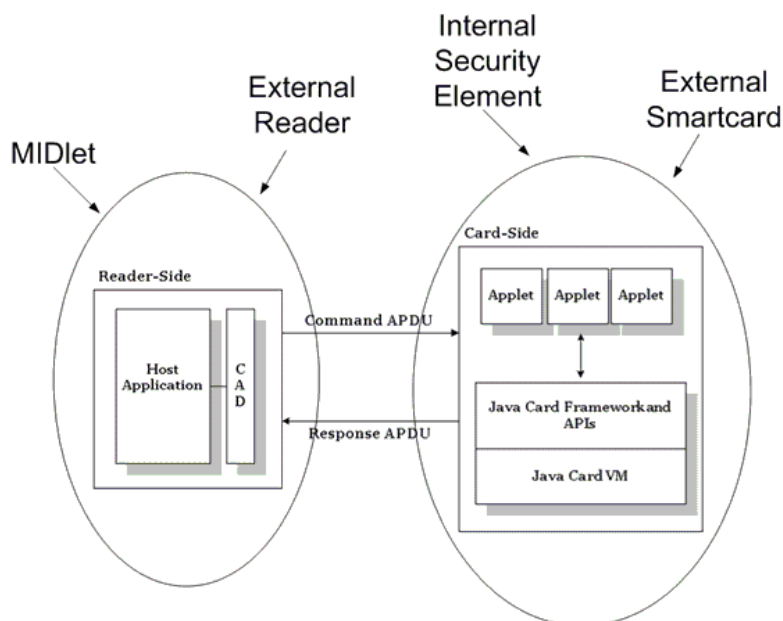 Internal
Security
Element
External
Reader
External
Smartcard
MIDlet
Card-Side
Reader-Side
Applet
Applet
Applet
Command APDU
Host
Application
C
A
D
Java Card Frameworkand
APIs
Response APDU
Java Card VM